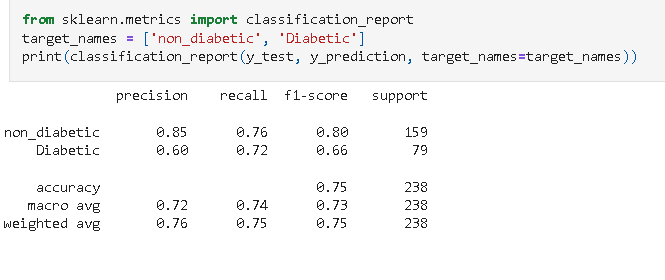 from sklearn.metrics import classification_report
target_names = ['non_diabetic', 'Diabetic']
print(classification_report(y_test, y_prediction, target_names=target_names))
precision recall f1-score support
non_diabetic 0.85 0.76 0.80 159
Diabetic 0.60 0.72 0.66 79
accuracy 0.75 238
macro avg 0.72 0.74 0.73 238
weighted avg 0.76 0.75 0.75 238